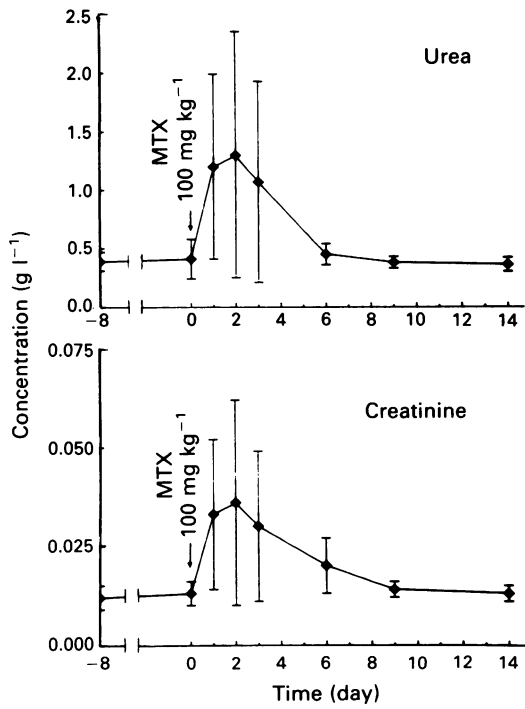 2.5
Urea
2.0
1.5
MTX
100 mg kg⁻¹
1.0
0.5
0.0
−8 0 2 4 6 8 10 12 14
Concentration (g l⁻¹)
0.075
Creatinine
0.050
MTX
100 mg kg⁻¹
0.025
0.000
−8 0 2 4 6 8 10 12 14
Time (day)